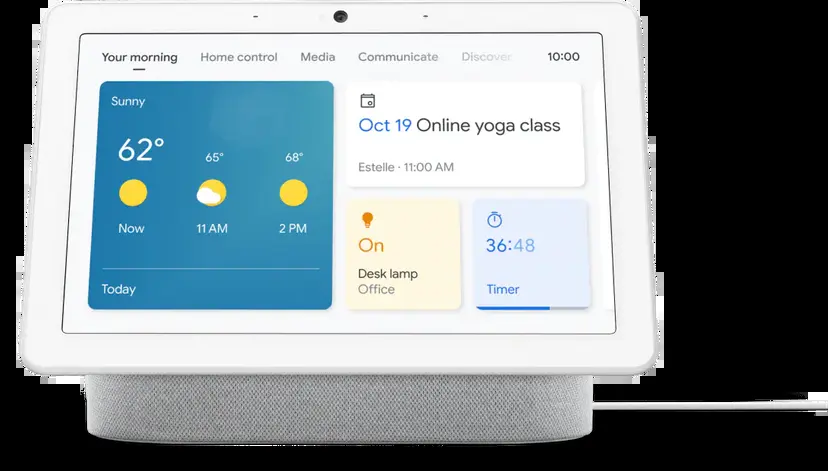 Your morning Home control Media Communicate Discover 10:00
Sunny
62°
65°
68°
Now
11 AM
2 PM
Today
Oct 19 Online yoga class
Estelle · 11:00 AM
On
Desk lamp
Office
36:48
Timer